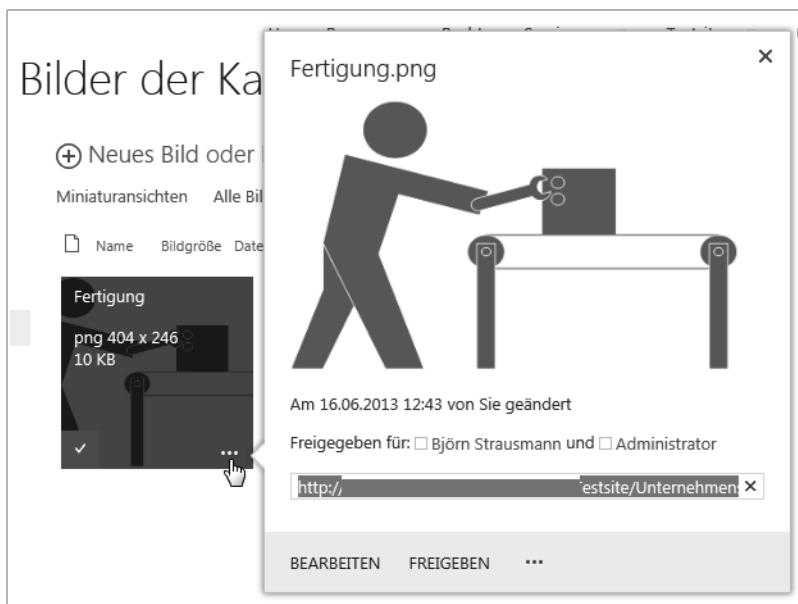 Bilder der Ka
Neues Bild oder
Miniaturansichten Alle Bil
Name Bildgröße Date
Fertigung
png 404 x 246
10 KB
Fertigung.png
Am 16.06.2013 12:43 von Sie geändert
Freigegeben für: Björn Strausmann und Administrator
http:/ estsite/Unternehmens
BEARBEITEN FREIGEBEN ...